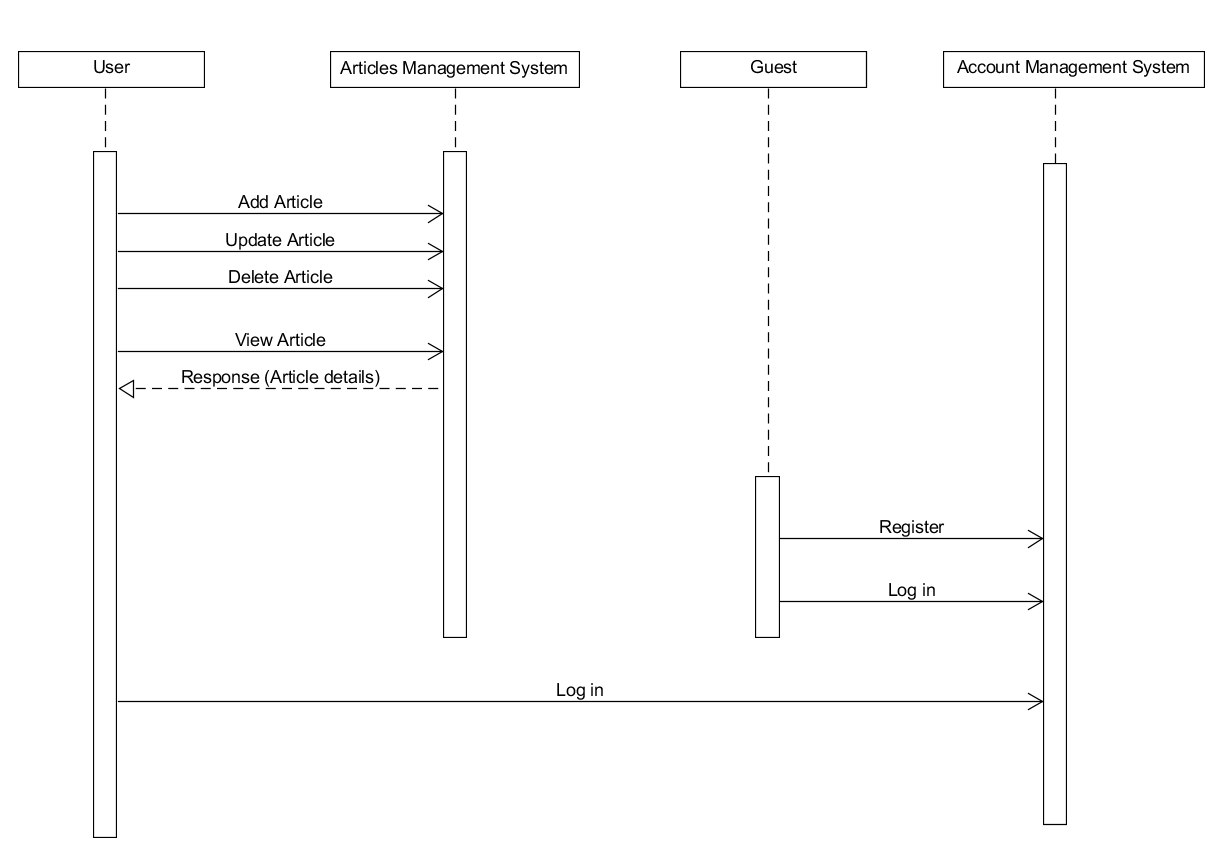 User
Articles Management System
Guest
Account Management System
Add Article
Update Article
Delete Article
View Article
Response (Article details)
Register
Log in
Log in